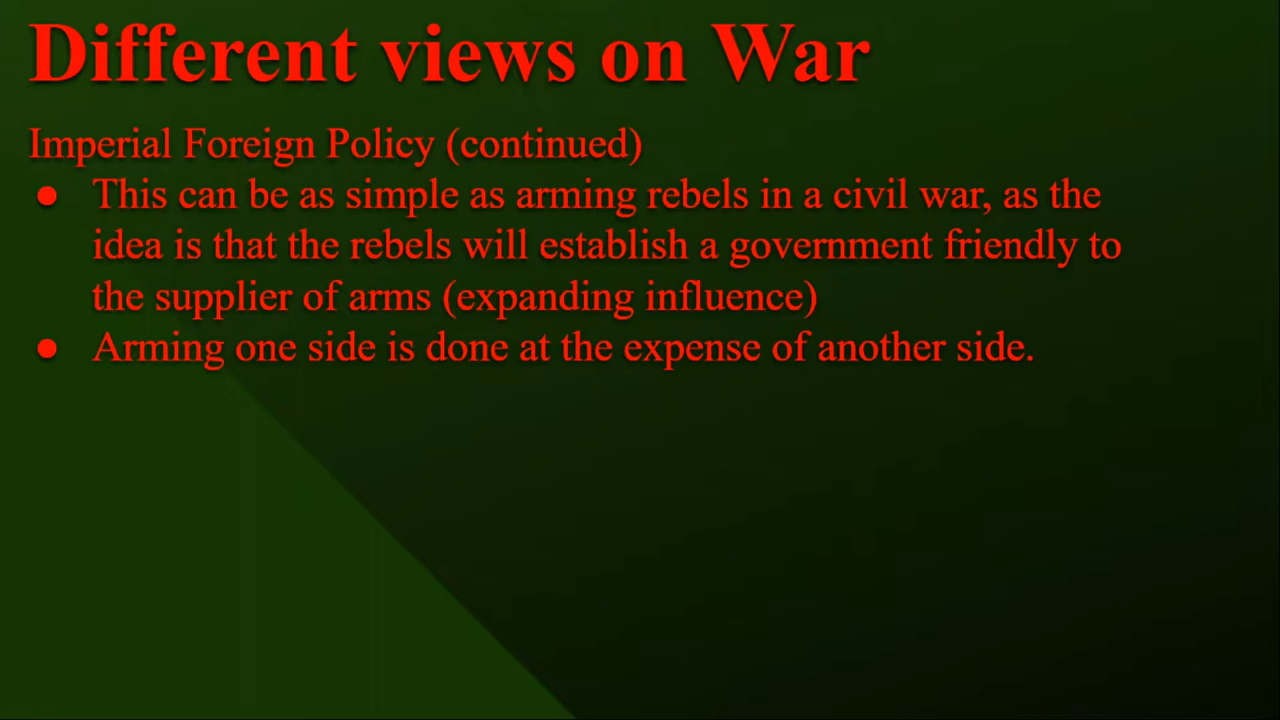 Different views on War
Imperial Foreign Policy (continued)
● This can be as simple as arming rebels in a civil war, as the
idea is that the rebels will establish a government friendly to
the supplier of arms (expanding influence)
● Arming one side is done at the expense of another side.